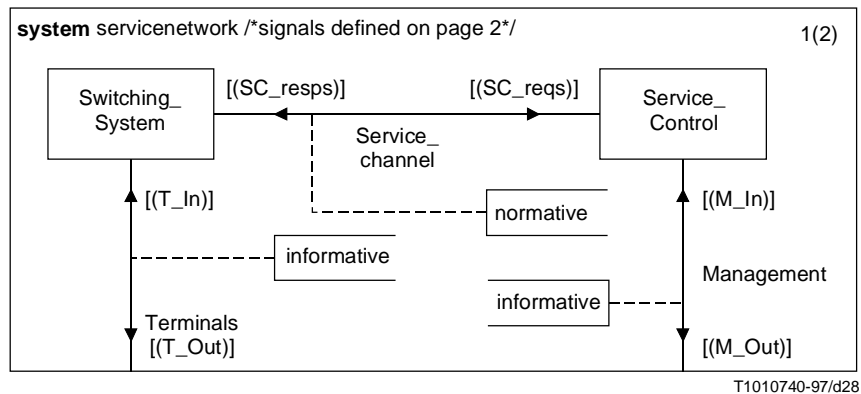 system servicenetwork /*signals defined on page 2*/
1(2)
Switching_
System
[(SC_resps)]
[(SC_reqs)]
Service_
Control
Service_
channel
[(T_In)]
normative
[(M_In)]
informative
Management
informative
Terminals
[(T_Out)]
[(M_Out)]
T1010740-97/d28